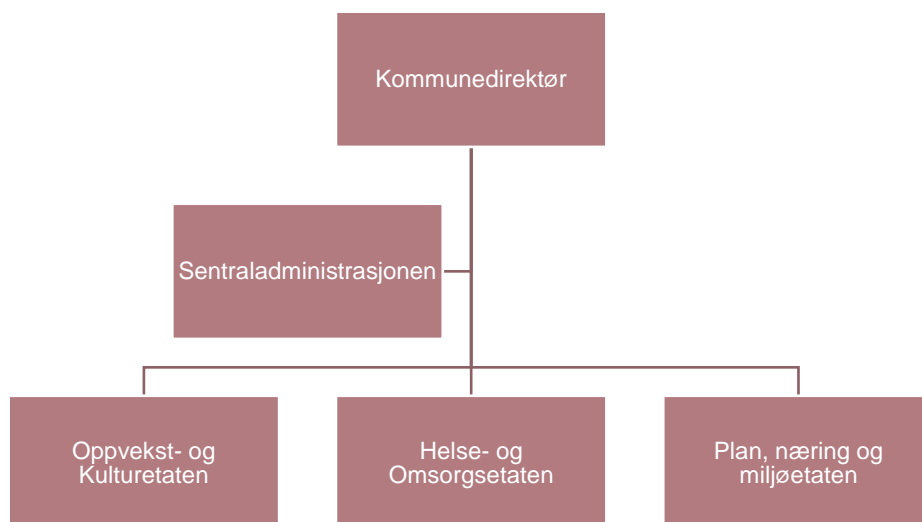 Kommunedirektør
Sentraladministrasjonen
Oppvekst- og
Kulturetaten
Helse- og
Omsorgsetaten
Plan, næring og
miljøetaten